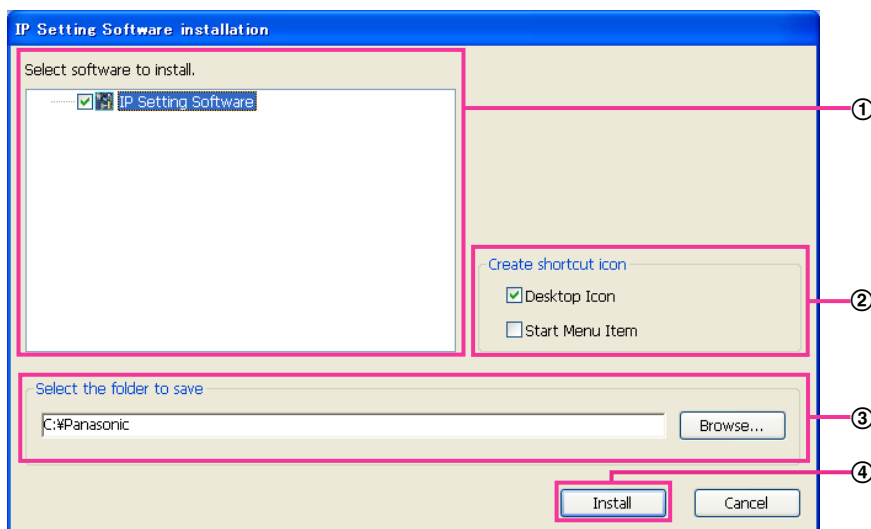 IP Setting Software installation
Select software to install.
IP Setting Software
①
Create shortcut icon
Desktop Icon
②
Start Menu Item
Select the folder to save
C:¥Panasonic
Browse...
③
④
Install
Cancel